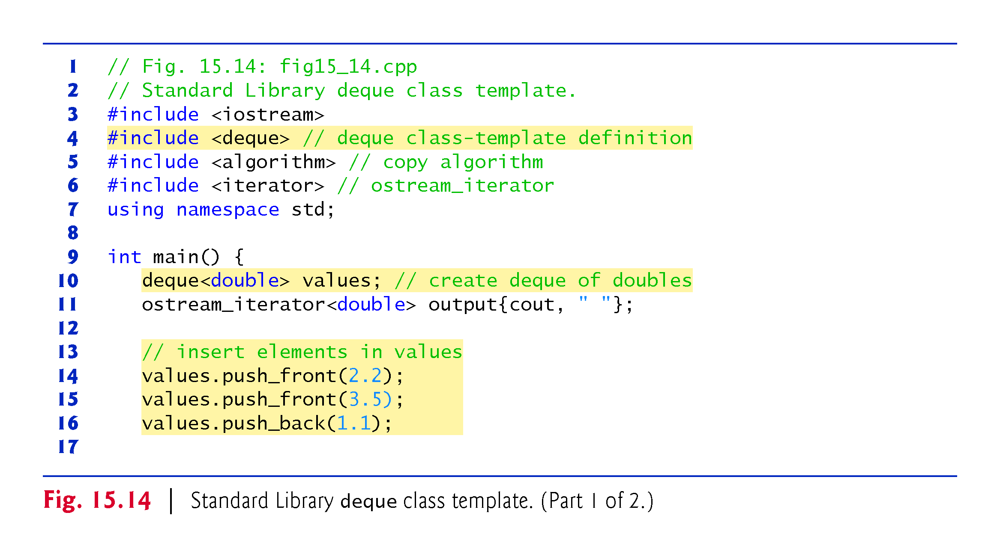 1 // Fig. 15.14: fig15_14.cpp
2 // Standard Library deque class template.
3 #include <iostream>
4 #include <deque> // deque class-template definition
5 #include <algorithm> // copy algorithm
6 #include <iterator> // ostream_iterator
7 using namespace std;
8
9 int main() {
10 deque<double> values; // create deque of doubles
11 ostream_iterator<double> output{cout, " "};
12
13 // insert elements in values
14 values.push_front(2.2);
15 values.push_front(3.5);
16 values.push_back(1.1);
17
Fig. 15.14 | Standard Library deque class template. (Part 1 of 2.)